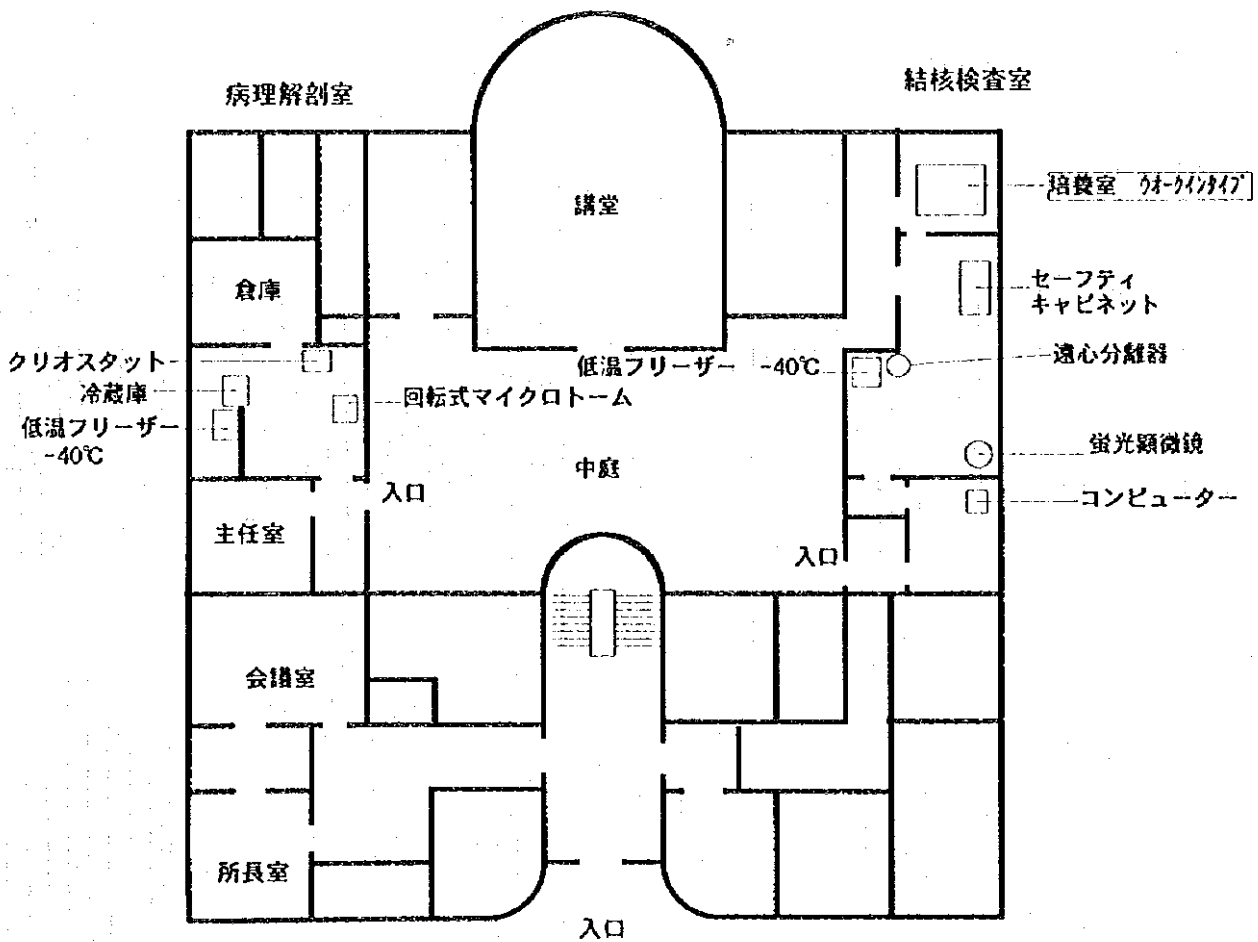 病理解剖室
結核検査室
講堂
培養室 ウオークインタイプ
倉庫
セーフティ
キャビネット
クリオスタット
冷蔵庫
低温フリーザー
-40℃
回転式マイクロトーム
低温フリーザー -40℃
遠心分離器
中庭
蛍光顕微鏡
コンピューター
入口
主任室
入口
会議室
所長室
入口